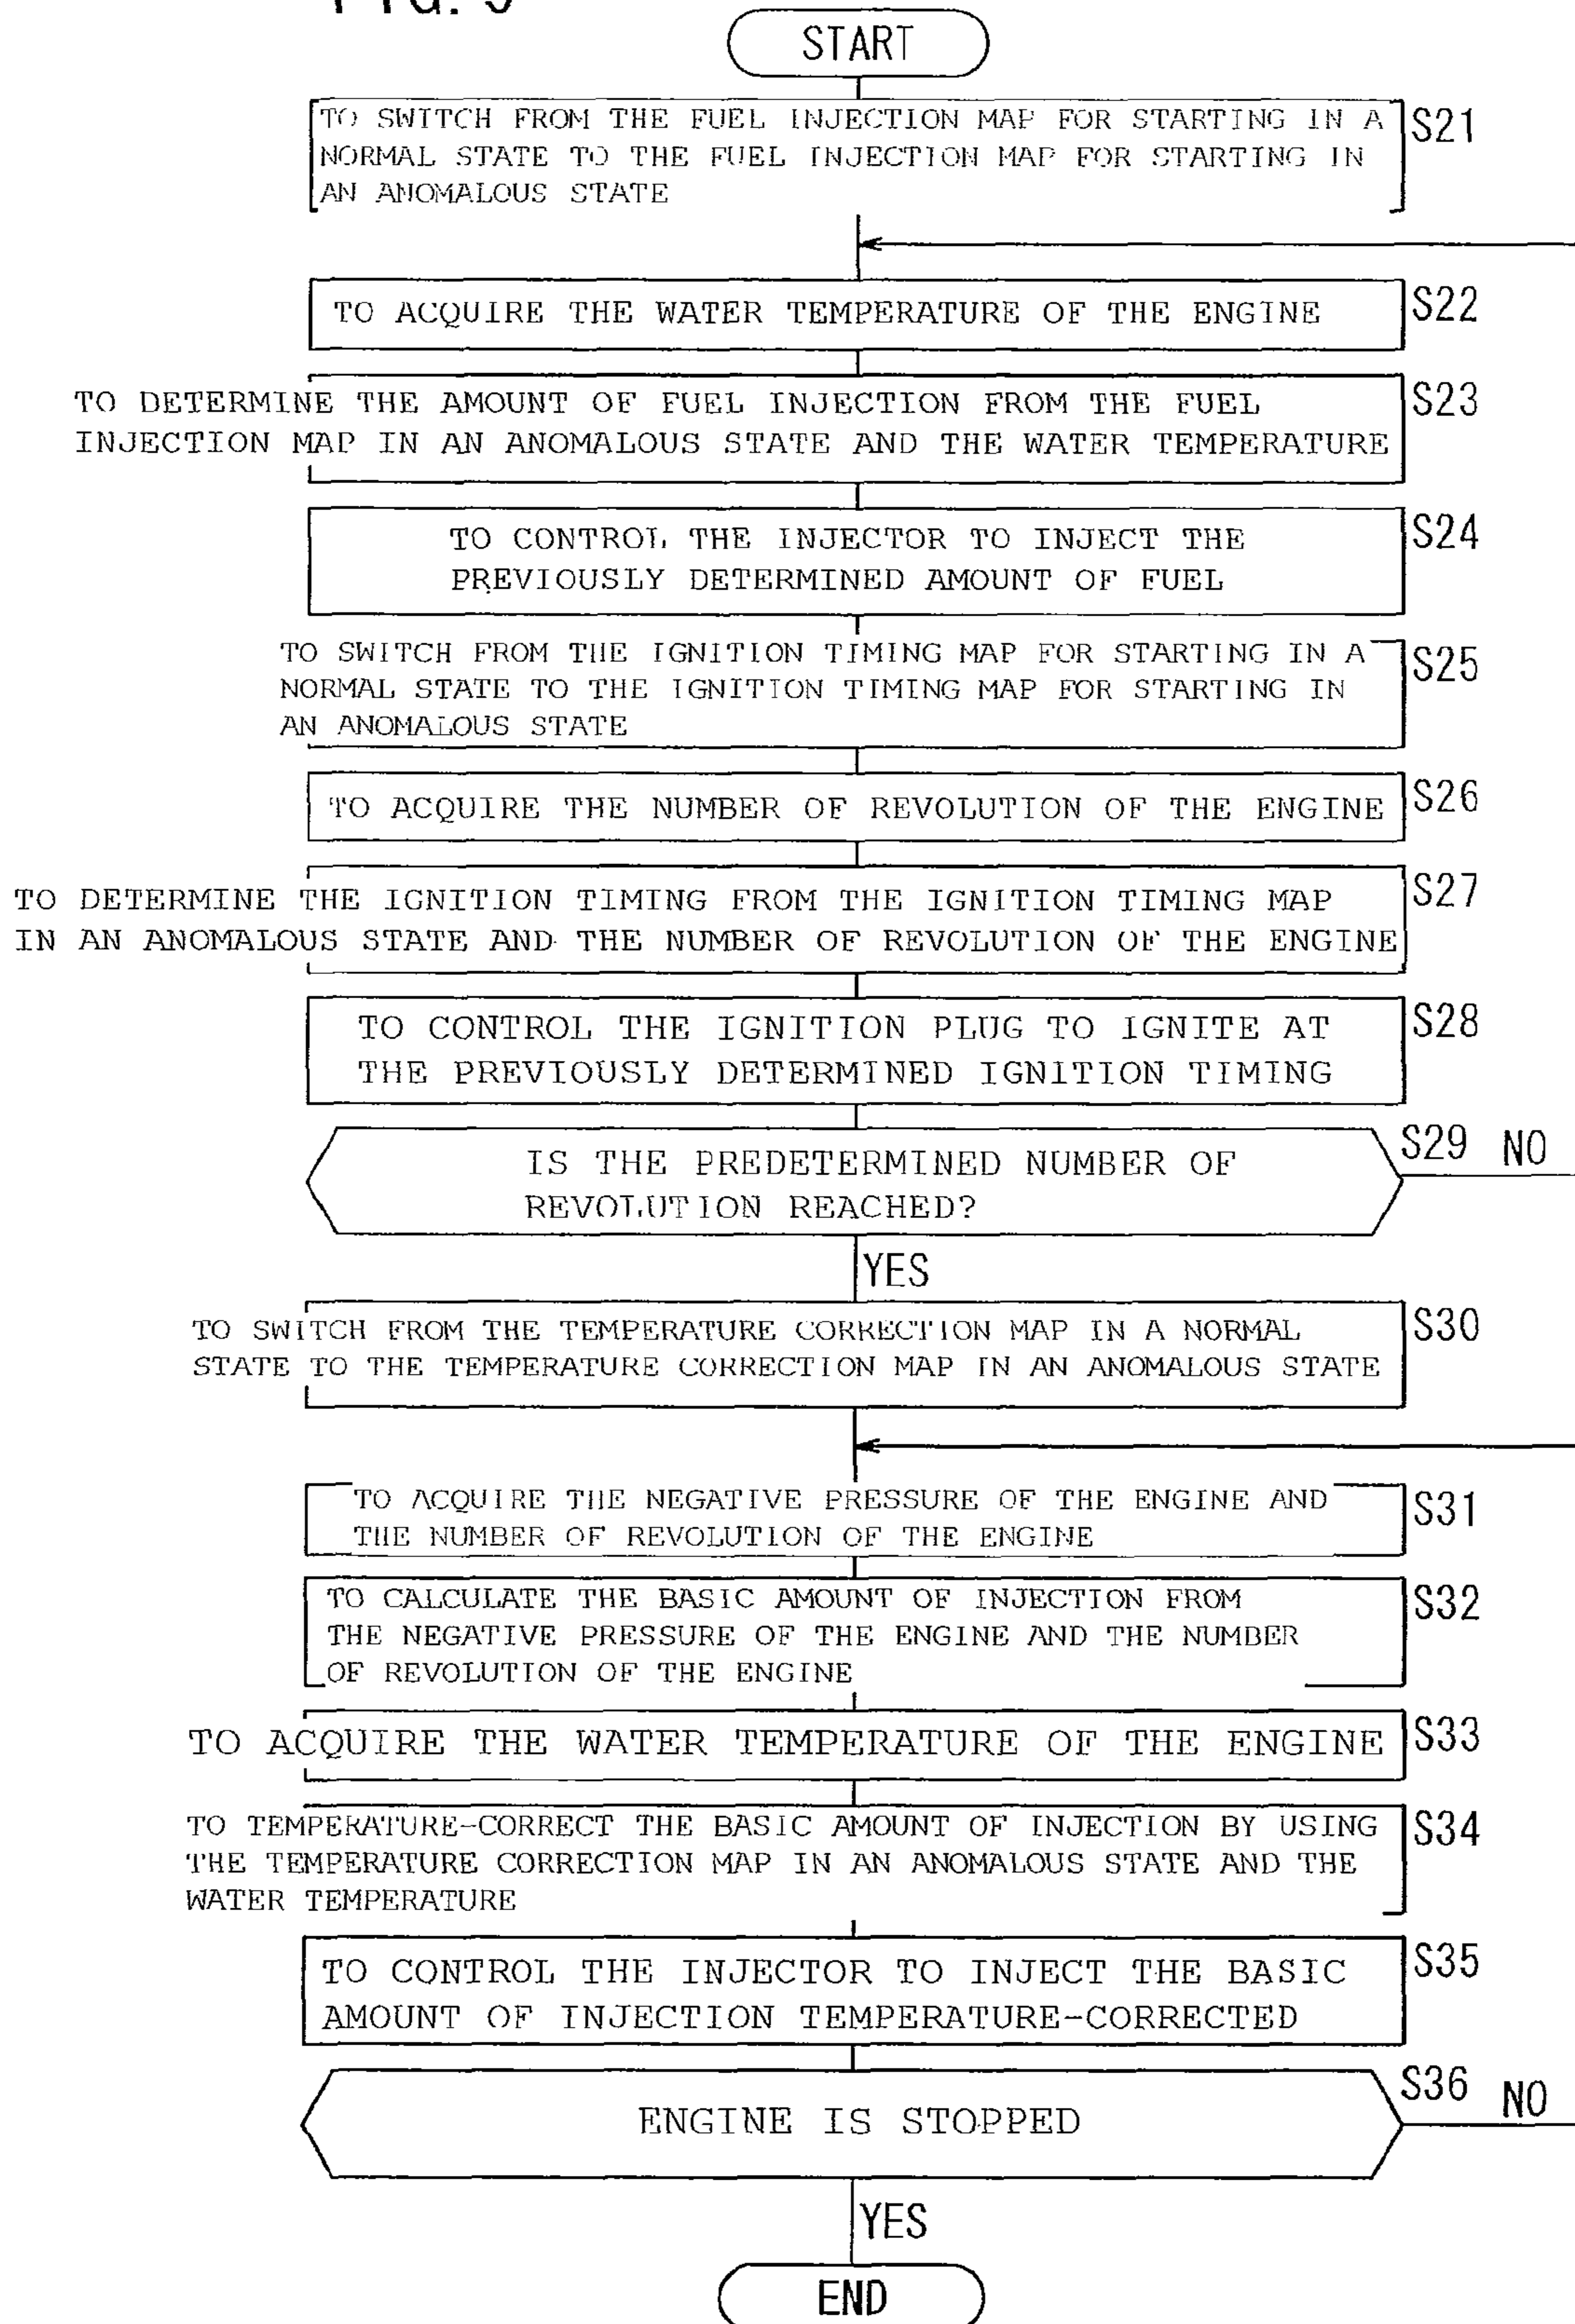 START
TO SWITCH FROM THE FUEL INJECTION MAP FOR STARTING IN A
NORMAL STATE TO THE FUEL INJECTION MAP FOR STARTING IN
AN ANOMALOUS STATE
S21
TO ACQUIRE THE WATER TEMPERATURE OF THE ENGINE
S22
TO DETERMINE THE AMOUNT OF FUEL INJECTION FROM THE FUEL
INJECTION MAP IN AN ANOMALOUS STATE AND THE WATER TEMPERATURE
S23
TO CONTROL THE INJECTOR TO INJECT THE
PREVIOUSLY DETERMINED AMOUNT OF FUEL
S24
TO SWITCH FROM THE IGNITION TIMING MAP FOR STARTING IN A
NORMAL STATE TO THE IGNITION TIMING MAP FOR STARTING IN
AN ANOMALOUS STATE
S25
TO ACQUIRE THE NUMBER OF REVOLUTION OF THE ENGINE
S26
TO DETERMINE THE IGNITION TIMING FROM THE IGNITION TIMING MAP
IN AN ANOMALOUS STATE AND THE NUMBER OF REVOLUTION OF THE ENGINE
S27
TO CONTROL THE IGNITION PLUG TO IGNITE AT
THE PREVIOUSLY DETERMINED IGNITION TIMING
S28
IS THE PREDETERMINED NUMBER OF
REVOLUTION REACHED?
S29 NO
YES
TO SWITCH FROM THE TEMPERATURE CORRECTION MAP IN A NORMAL
STATE TO THE TEMPERATURE CORRECTION MAP IN AN ANOMALOUS STATE
S30
TO ACQUIRE THE NEGATIVE PRESSURE OF THE ENGINE AND
THE NUMBER OF REVOLUTION OF THE ENGINE
S31
TO CALCULATE THE BASIC AMOUNT OF INJECTION FROM
THE NEGATIVE PRESSURE OF THE ENGINE AND THE NUMBER
OF REVOLUTION OF THE ENGINE
S32
TO ACQUIRE THE WATER TEMPERATURE OF THE ENGINE
S33
TO TEMPERATURE-CORRECT THE BASIC AMOUNT OF INJECTION BY USING
THE TEMPERATURE CORRECTION MAP IN AN ANOMALOUS STATE AND THE
WATER TEMPERATURE
S34
TO CONTROL THE INJECTOR TO INJECT THE BASIC
AMOUNT OF INJECTION TEMPERATURE-CORRECTED
S35
ENGINE IS STOPPED
S36 NO
YES
END